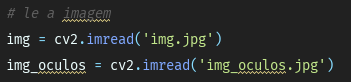 # le a imagem
img = cv2.imread('img.jpg')
img_oculos = cv2.imread('img_oculos.jpg')